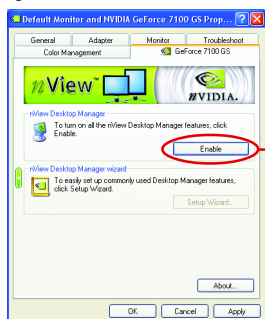 Default Monitor and NVIDIA GeForce 7100 GS Prop...
General Adapter Monitor Troubleshoot
Color Management GeForce 7100 GS
nView
NVIDIA.
nView Desktop Manager
To turn on all the nView Desktop Manager features, click
Enable.
Enable
nView Desktop Manager wizard
To easily set up commonly used Desktop Manager features,
click Setup Wizard.
Setup Wizard...
About...
OK Cancel Apply